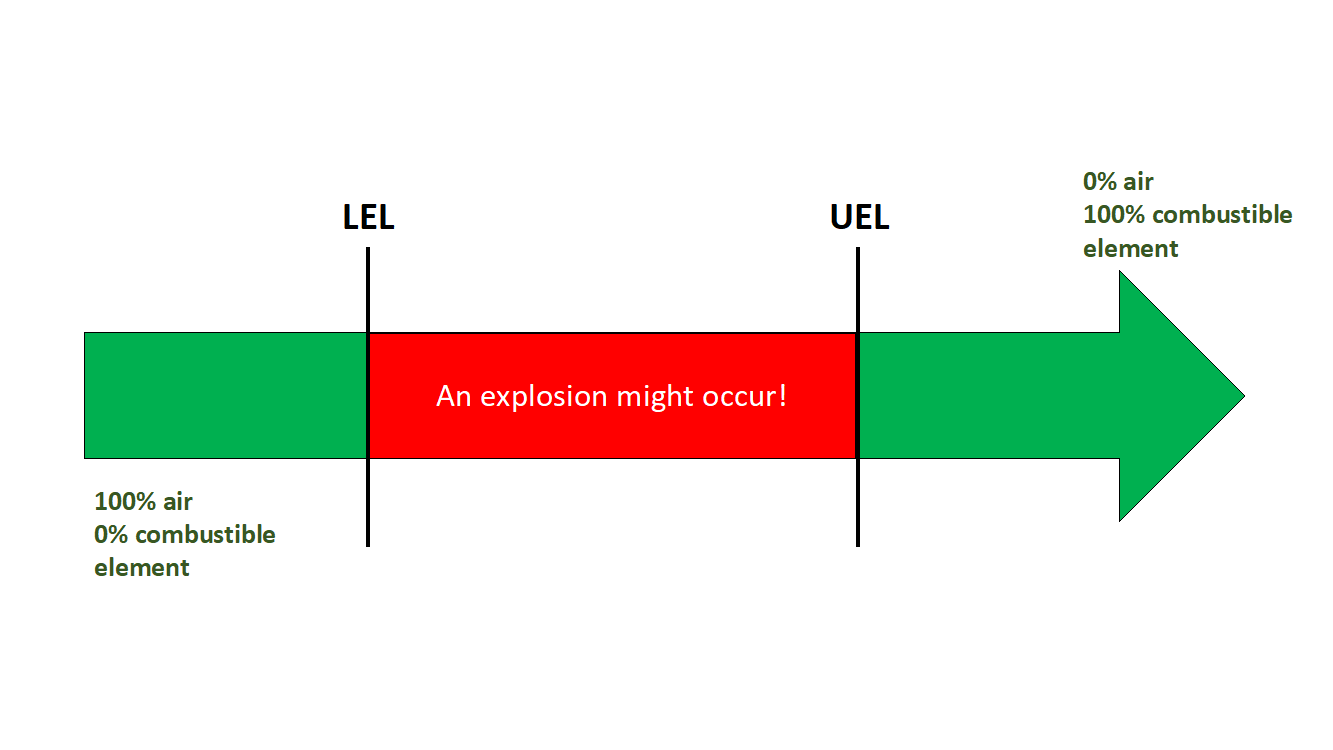 0% air
100% combustible
element
LEL
UEL
An explosion might occur!
100% air
0% combustible
element